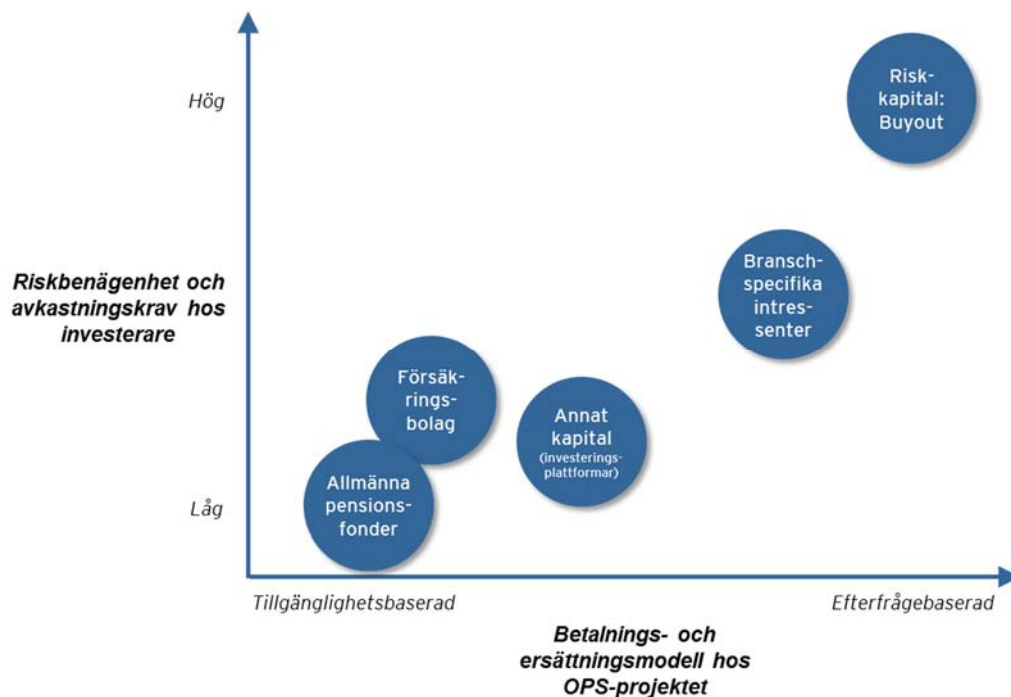 Hög
Risk-
kapital:
Buyout
Riskbenägenhet och
avkastningskrav hos
investerare
Bransch-
specifika
intres-
senter
Försäk-
rings-
bolag
Annat
kapital
(investerings-
plattformar)
Allmänna
pensions-
fonder
Låg
Tillgänglighetsbaserad
Efterfrågebaserad
Betalnings- och
ersättningsmodell hos
OPS-projektet